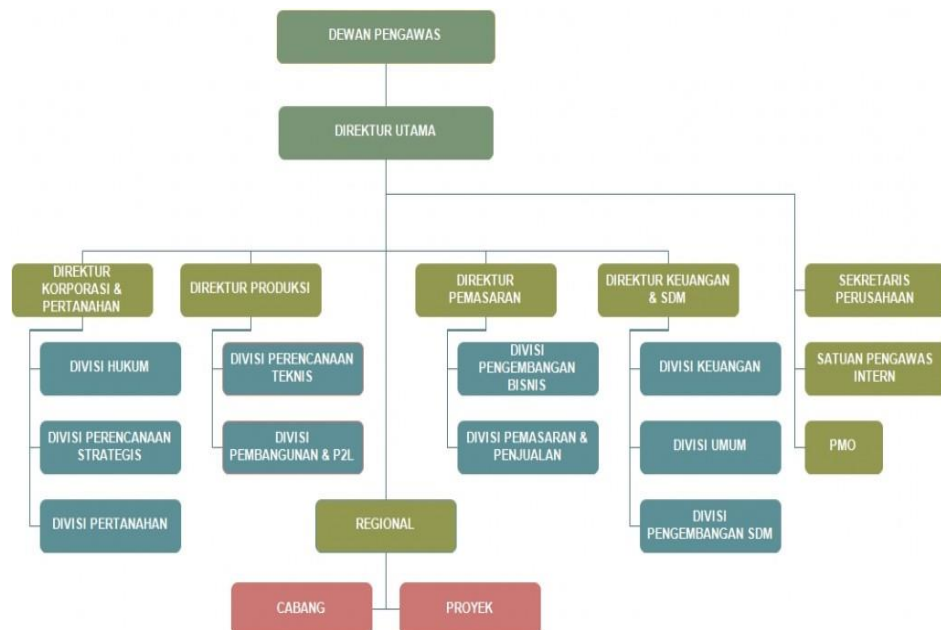 DEWAN PENGAWAS
DIREKTUR UTAMA
DIREKTUR
KORPORASI &
PERTANAHAN
DIREKTUR PRODUKSI
DIREKTUR
PEMASARAN
DIREKTUR KEUANGAN
& SDM
SEKRETARIS
PERUSAHAAN
DIVISI HUKUM
DIVISI PERENCANAAN
TEKNIS
DIVISI
PENGEMBANGAN
BISNIS
DIVISI KEUANGAN
SATUAN PENGAWAS
INTERN
DIVISI PERENCANAAN
STRATEGIS
DIVISI
PEMBANGUNAN & P2L
DIVISI PEMASARAN &
PENJUALAN
DIVISI UMUM
PMO
DIVISI PERTANAHAN
REGIONAL
DIVISI
PENGEMBANGAN SDM
CABANG
PROYEK